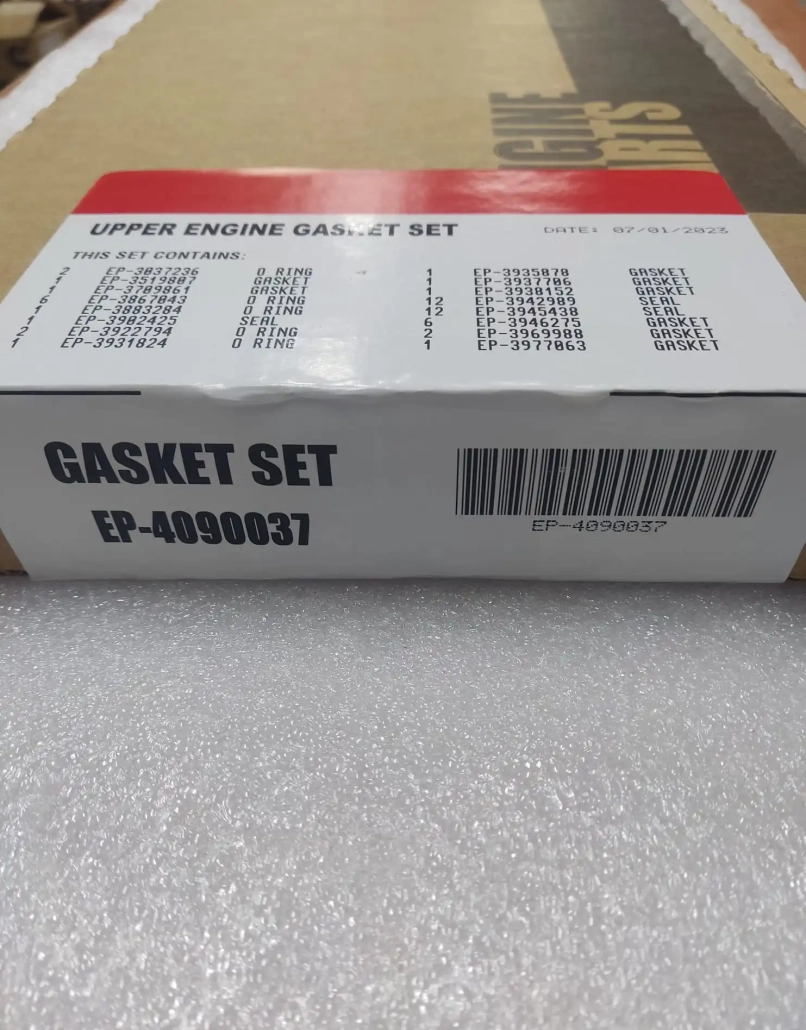 GINE
RTS
UPPER ENGINE GASKET SET
DATE: 07/01/2023
THIS SET CONTAINS:
2 EP-3037236 O RING
1 EP-3519807 GASKET
1 EP-3709861 GASKET
6 EP-3867843 O RING
1 EP-3883284 O RING
1 EP-3902425 SEAL
2 EP-3922794 O RING
1 EP-3931824 O RING
1 EP-3935878 GASKET
1 EP-3937706 GASKET
1 EP-3938152 GASKET
12 EP-3942989 SEAL
12 EP-3945438 SEAL
6 EP-3946275 GASKET
2 EP-3969988 GASKET
1 EP-3977063 GASKET
GASKET SET
EP-4090037
EP-4090037